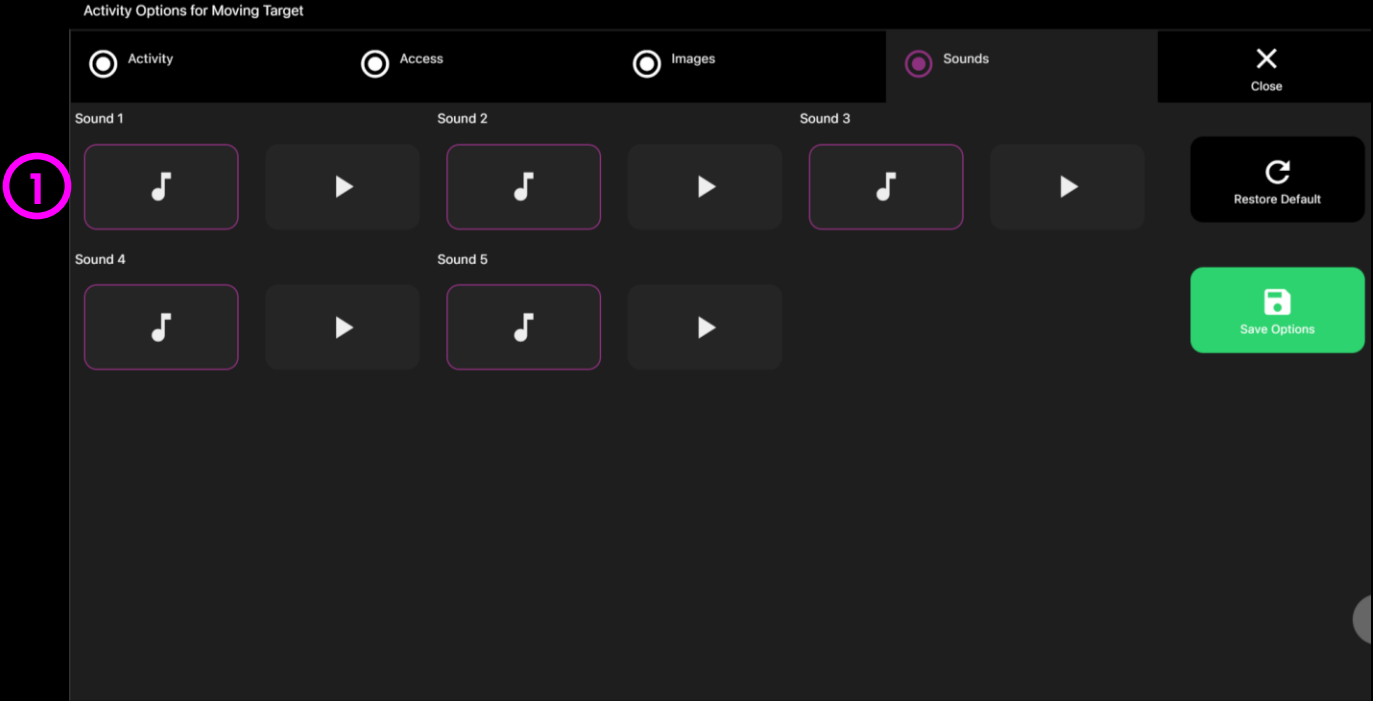 Activity Options for Moving Target
Activity
Access
Images
Sounds
Close
Sound 1
Sound 2
Sound 3
1
Restore Default
Sound 4
Sound 5
Save Options